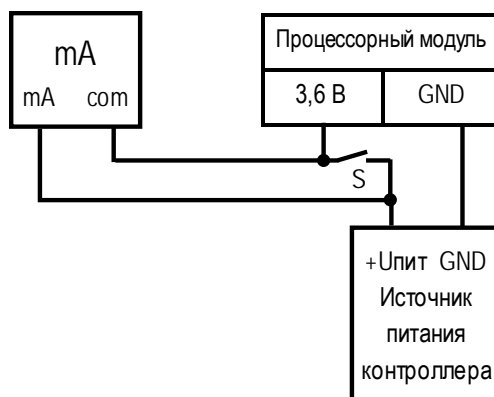 mA
mA com
Процессорный модуль
3,6 В GND
S
+Uпит GND
Источник
питания
контроллера